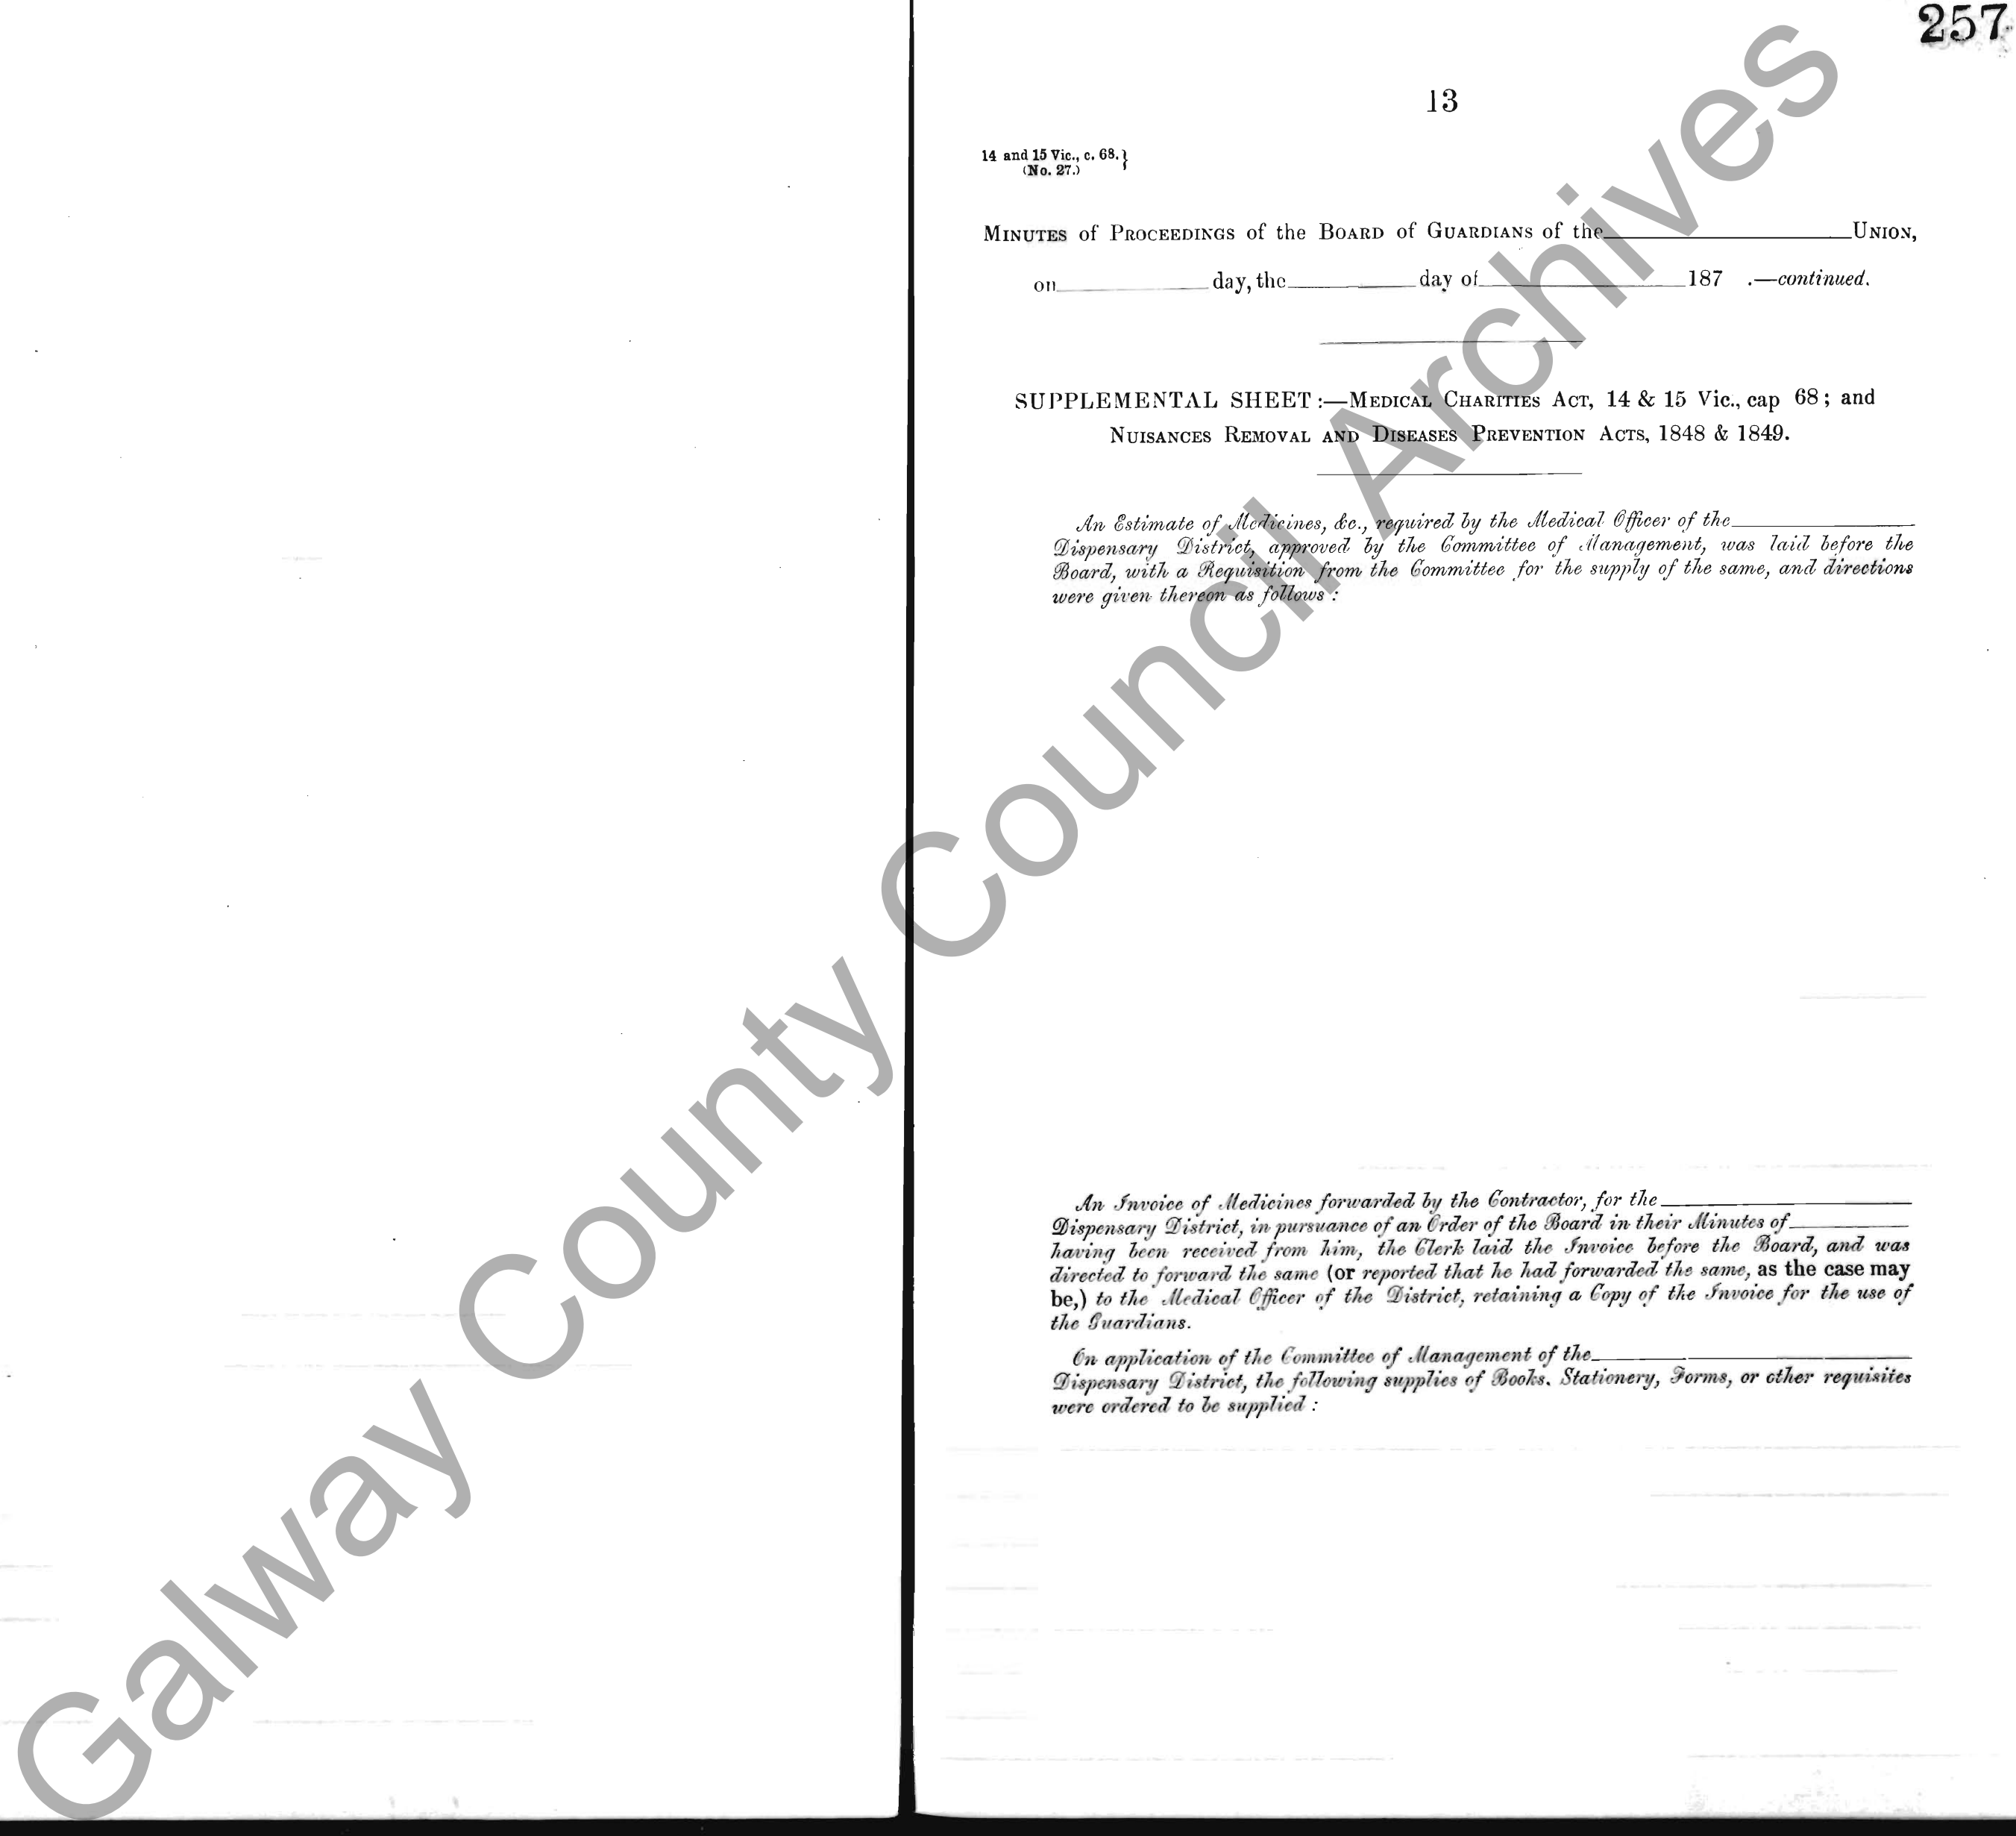 257
13
14 and 15 Vic., c. 68. }
(No. 27.)
MINUTES of PROCEEDINGS of the BOARD of GUARDIANS of the ____ UNION,
on ____ day, the ____ day of ____ 187 .—continued.
SUPPLEMENTAL SHEET :—MEDICAL CHARITIES ACT, 14 & 15 Vic., cap 68 ; and
NUISANCES REMOVAL AND DISEASES PREVENTION ACTS, 1848 & 1849.
An Estimate of Medicines, &c., required by the Medical Officer of the ____
Dispensary District, approved by the Committee of Management, was laid before the
Board, with a Requisition from the Committee for the supply of the same, and directions
were given thereon as follows :
An Invoice of Medicines forwarded by the Contractor, for the ____
Dispensary District, in pursuance of an Order of the Board in their Minutes of ____
having been received from him, the Clerk laid the Invoice before the Board, and was
directed to forward the same (or reported that he had forwarded the same, as the case may
be,) to the Medical Officer of the District, retaining a Copy of the Invoice for the use of
the Guardians.
On application of the Committee of Management of the ____
Dispensary District, the following supplies of Books. Stationery, Forms, or other requisites
were ordered to be supplied :
Galway County Council Archives